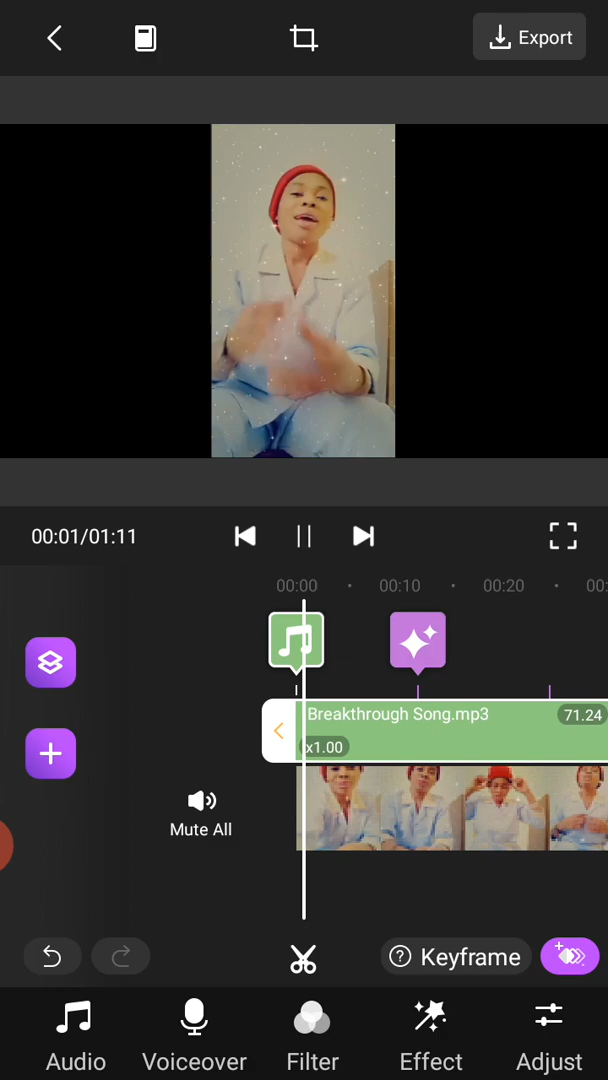 Export
00:01/01:11
00:00 00:10 00:20 00:
Breakthrough Song.mp3 71.24
x1.00
Mute All
Keyframe
Audio Voiceover Filter Effect Adjust